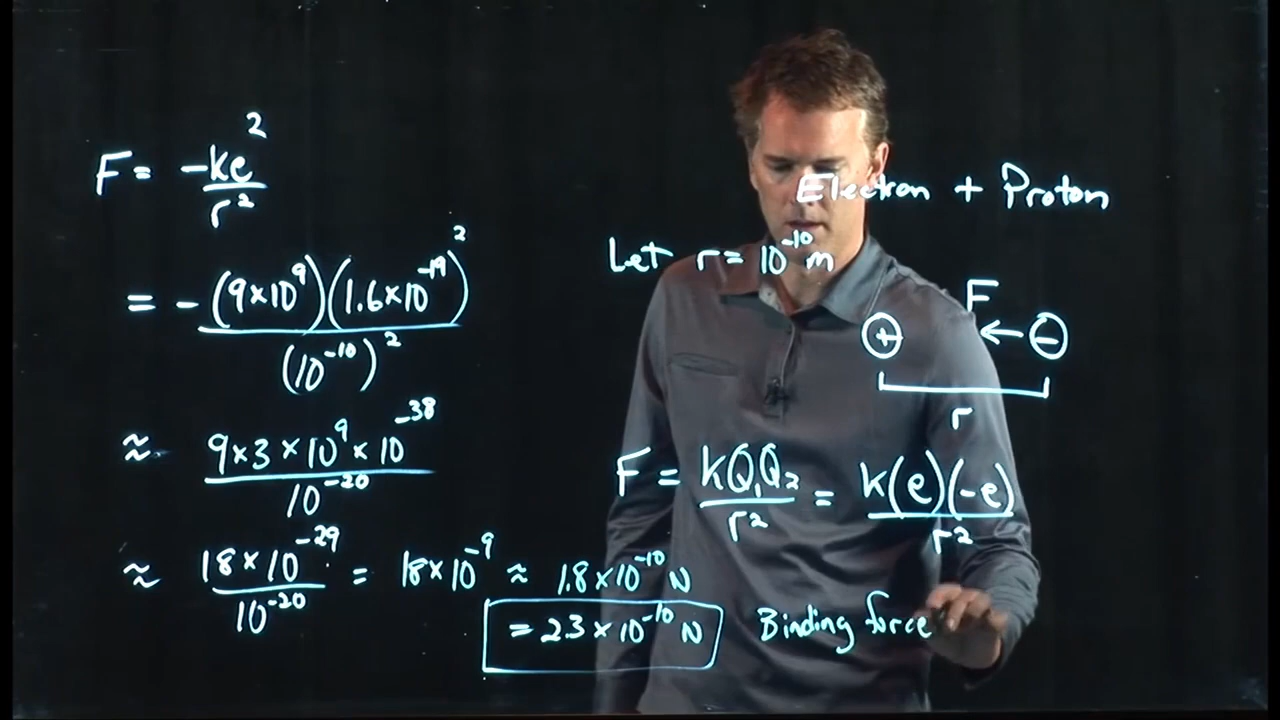 F = -ke²/r²
= - (9×10⁹)(1.6×10⁻¹⁹)²/(10⁻¹⁰)²
≈ 9×3×10⁹×10⁻³⁸/10⁻²⁰
≈ 18×10⁻²⁹/10⁻²⁰ = 18×10⁻⁹ ≈ 1.8×10⁻¹⁰ N
= 2.3×10⁻¹⁰ N
Electron + Proton
Let r = 10⁻¹⁰ m
F
+ ← -
r
F = kQ₁Q₂/r² = k(e)(-e)/r²
Binding force